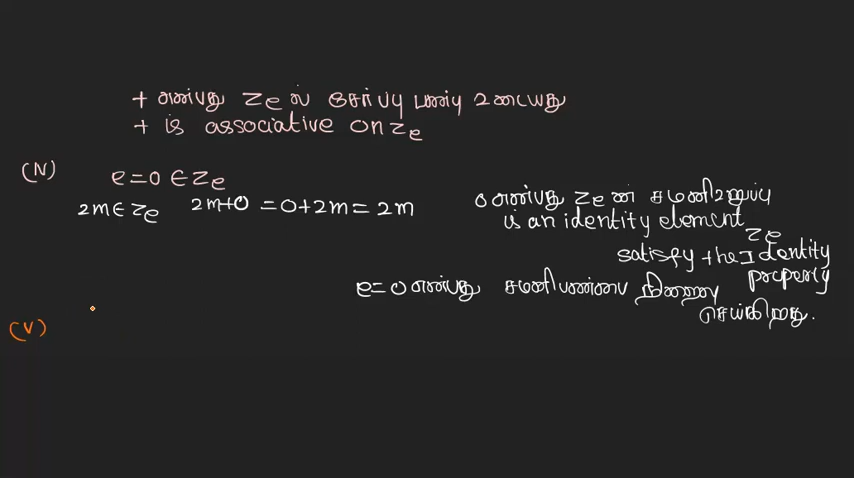 + என்பது Ze ல் சேர்ப்பு பண்பு உடையது
+ is associative on Ze
(iv) e = 0 ∈ Ze
2m ∈ Ze 2m+0 = 0+2m = 2m
0 என்பது Ze ன் சமனி உறுப்பு
is an identity element
Ze
satisfy the Identity
property
e = 0 என்பது சமனி பண்பை நிறைவு
செய்கிறது.
(V)